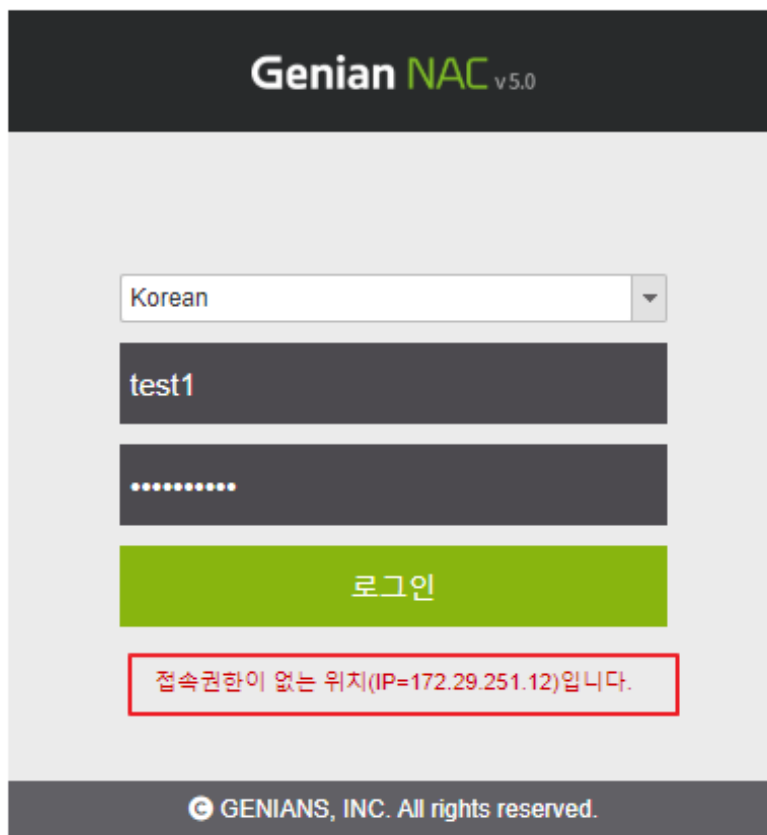 Genian NAC v 5.0
Korean
test1
••••••••••
로그인
접속권한이 없는 위치(IP=172.29.251.12)입니다.
G GENIANS, INC. All rights reserved.